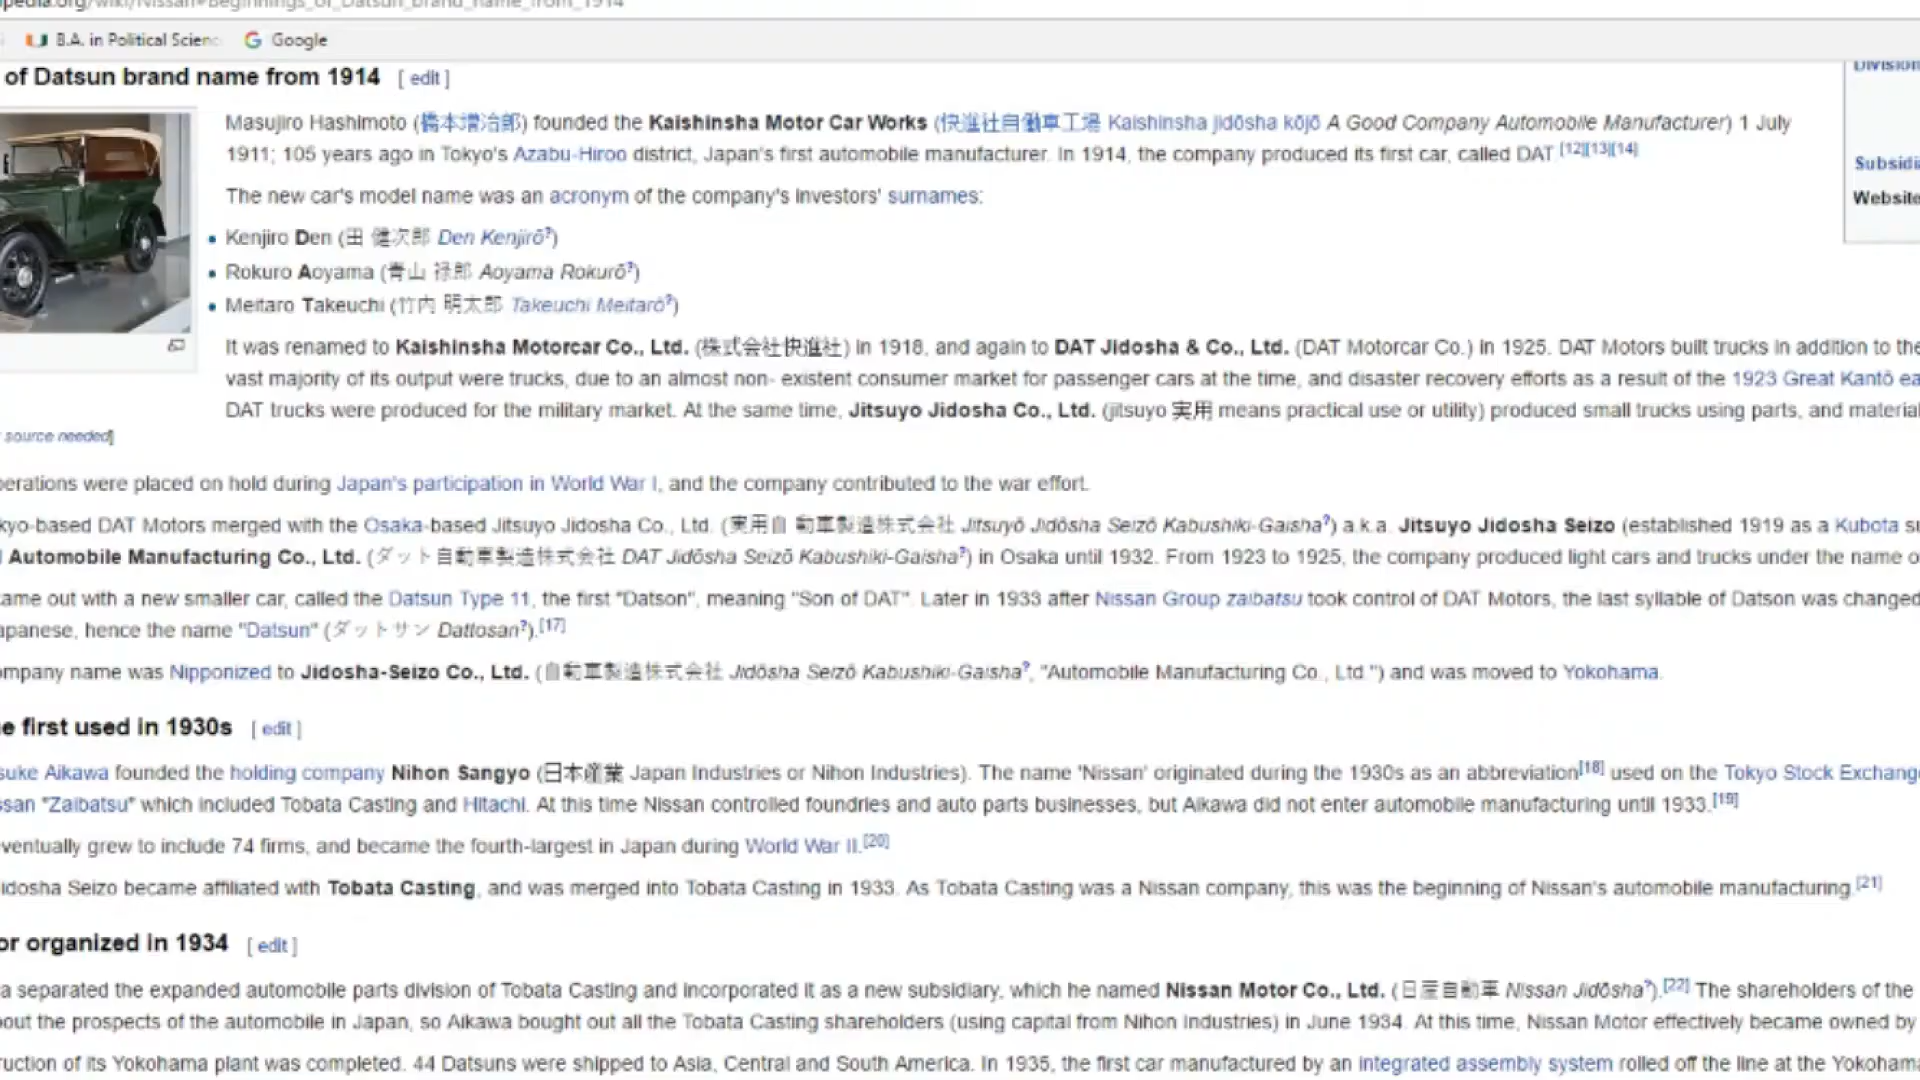 B.A. in Political Scienc
Google
of Datsun brand name from 1914 [ edit ]
Division
Masujiro Hashimoto (橋本増治郎) founded the Kaishinsha Motor Car Works (快進社自働車工場 Kaishinsha jidōsha kōjō A Good Company Automobile Manufacturer) 1 July
1911; 105 years ago in Tokyo's Azabu-Hiroo district, Japan's first automobile manufacturer. In 1914, the company produced its first car, called DAT.[12][13][14]
Subsidi
The new car's model name was an acronym of the company's investors' surnames:
Website
Kenjiro Den (田 健次郎 Den Kenjirō?)
Rokuro Aoyama (青山 禄郎 Aoyama Rokurō?)
Meitaro Takeuchi (竹内 明太郎 Takeuchi Meitarō?)
It was renamed to Kaishinsha Motorcar Co., Ltd. (株式会社快進社) in 1918, and again to DAT Jidosha & Co., Ltd. (DAT Motorcar Co.) in 1925. DAT Motors built trucks in addition to the
vast majority of its output were trucks, due to an almost non- existent consumer market for passenger cars at the time, and disaster recovery efforts as a result of the 1923 Great Kantō ea
DAT trucks were produced for the military market. At the same time, Jitsuyo Jidosha Co., Ltd. (jitsuyo 実用 means practical use or utility) produced small trucks using parts, and material
source needed]
perations were placed on hold during Japan's participation in World War I, and the company contributed to the war effort.
kyo-based DAT Motors merged with the Osaka-based Jitsuyo Jidosha Co., Ltd. (実用自 動車製造株式会社 Jitsuyō Jidōsha Seizō Kabushiki-Gaisha?) a.k.a. Jitsuyo Jidosha Seizo (established 1919 as a Kubota su
Automobile Manufacturing Co., Ltd. (ダット自動車製造株式会社 DAT Jidōsha Seizō Kabushiki-Gaisha?) in Osaka until 1932. From 1923 to 1925, the company produced light cars and trucks under the name o
ame out with a new smaller car, called the Datsun Type 11, the first "Datson", meaning "Son of DAT". Later in 1933 after Nissan Group zaibatsu took control of DAT Motors, the last syllable of Datson was changed
apanese, hence the name "Datsun" (ダットサン Dattosan?).[17]
ompany name was Nipponized to Jidosha-Seizo Co., Ltd. (自動車製造株式会社 Jidōsha Seizō Kabushiki-Gaisha?, "Automobile Manufacturing Co., Ltd.") and was moved to Yokohama.
e first used in 1930s [ edit ]
suke Aikawa founded the holding company Nihon Sangyo (日本産業 Japan Industries or Nihon Industries). The name 'Nissan' originated during the 1930s as an abbreviation[18] used on the Tokyo Stock Exchang
ssan "Zaibatsu" which included Tobata Casting and Hitachi. At this time Nissan controlled foundries and auto parts businesses, but Aikawa did not enter automobile manufacturing until 1933.[19]
ventually grew to include 74 firms, and became the fourth-largest in Japan during World War II.[20]
idosha Seizo became affiliated with Tobata Casting, and was merged into Tobata Casting in 1933. As Tobata Casting was a Nissan company, this was the beginning of Nissan's automobile manufacturing.[21]
or organized in 1934 [ edit ]
a separated the expanded automobile parts division of Tobata Casting and incorporated it as a new subsidiary, which he named Nissan Motor Co., Ltd. (日産自動車 Nissan Jidōsha?).[22] The shareholders of the
out the prospects of the automobile in Japan, so Aikawa bought out all the Tobata Casting shareholders (using capital from Nihon Industries) in June 1934. At this time, Nissan Motor effectively became owned by
ruction of its Yokohama plant was completed. 44 Datsuns were shipped to Asia, Central and South America. In 1935, the first car manufactured by an integrated assembly system rolled off the line at the Yokohama